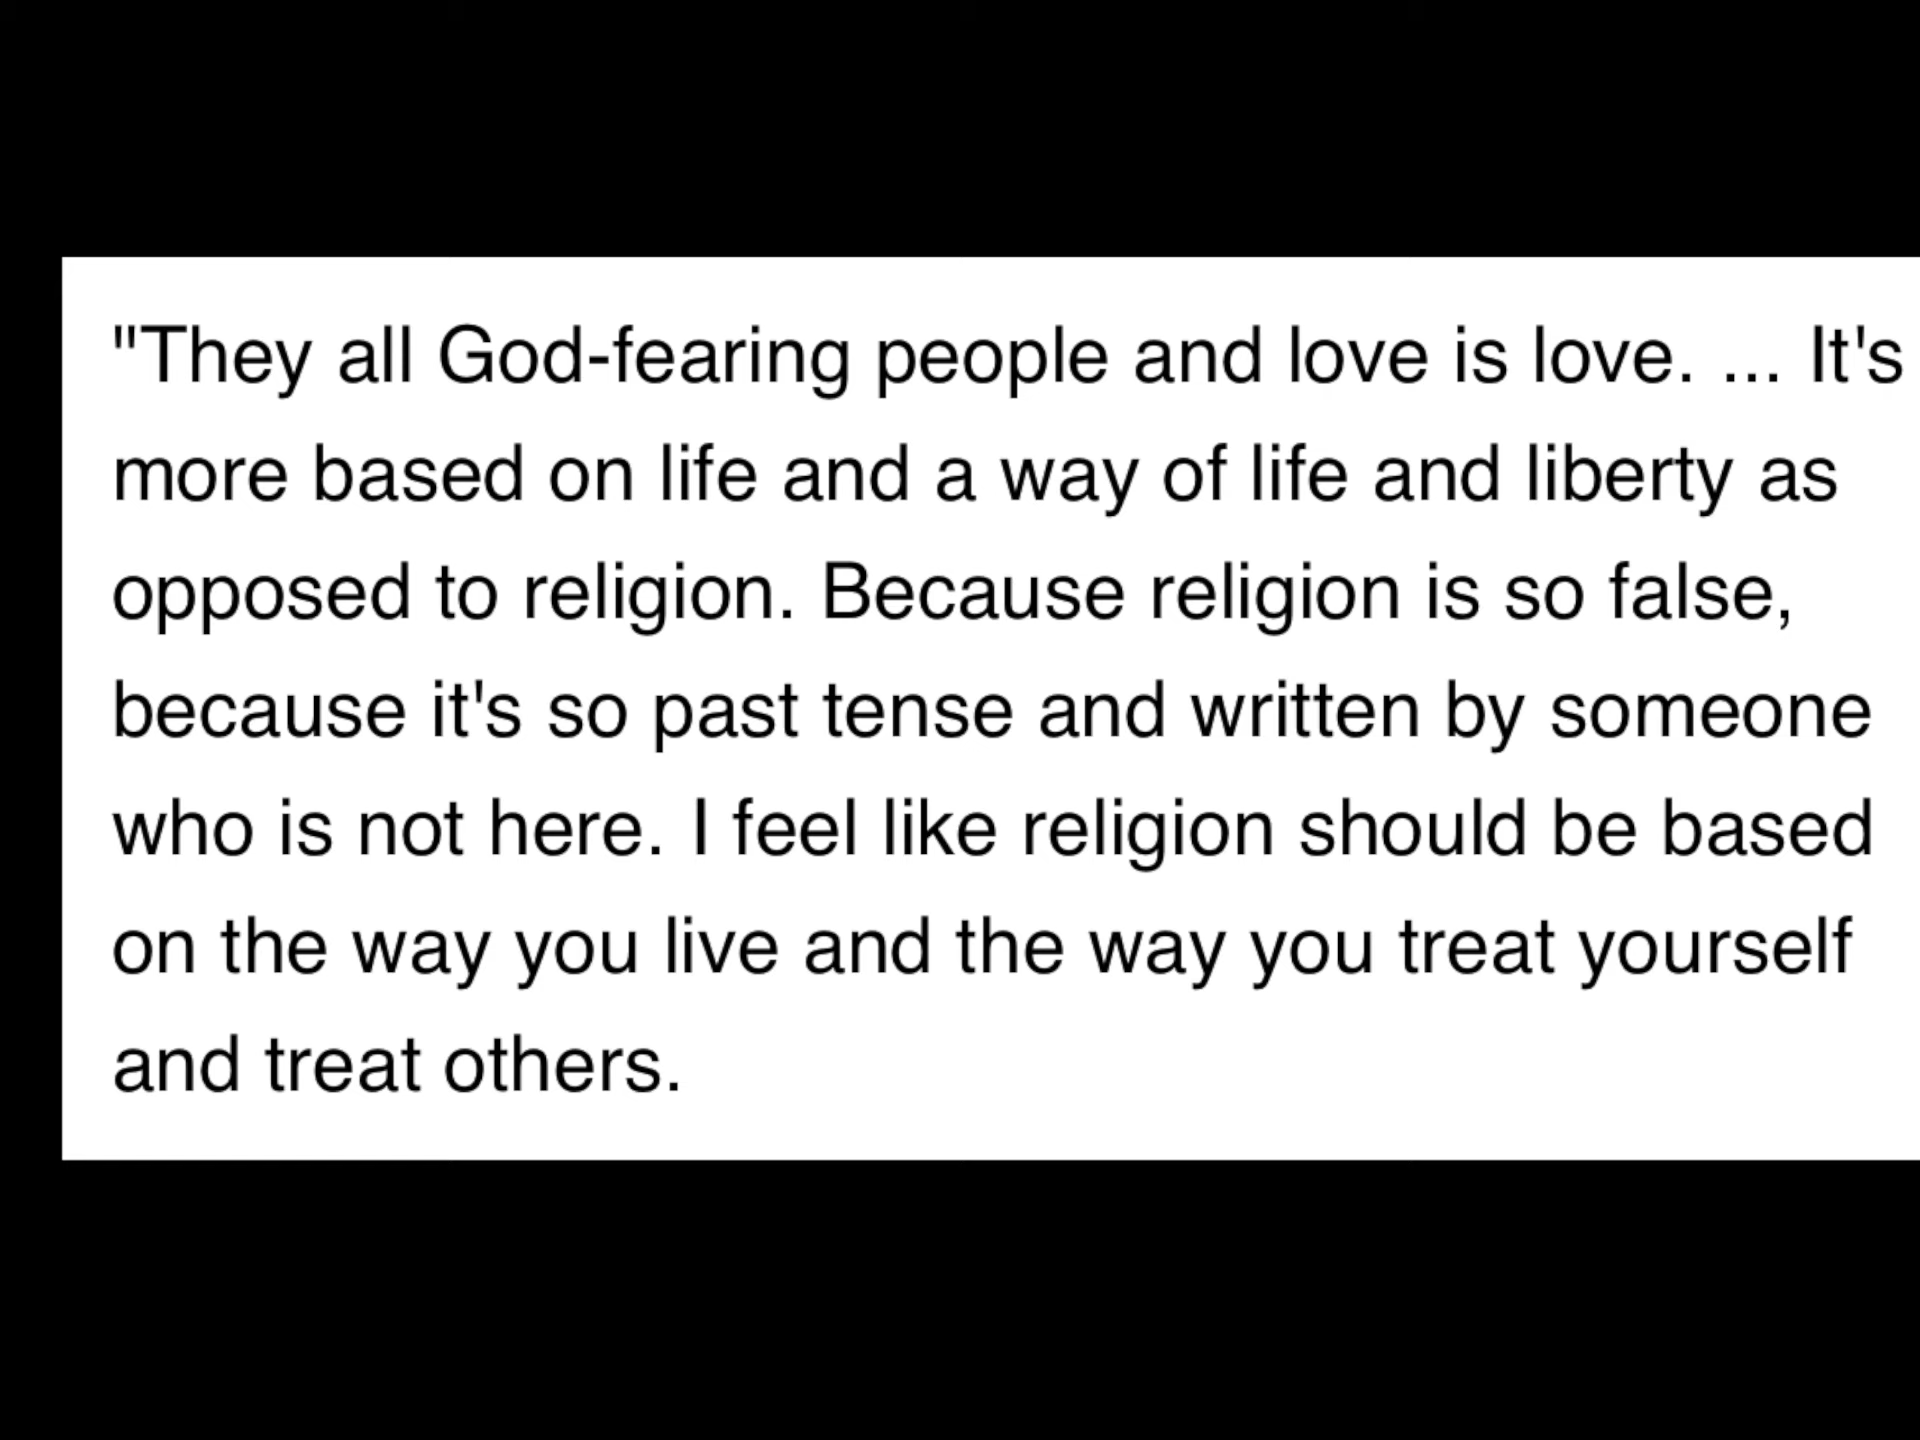 "They all God-fearing people and love is love. ... It's
more based on life and a way of life and liberty as
opposed to religion. Because religion is so false,
because it's so past tense and written by someone
who is not here. I feel like religion should be based
on the way you live and the way you treat yourself
and treat others.